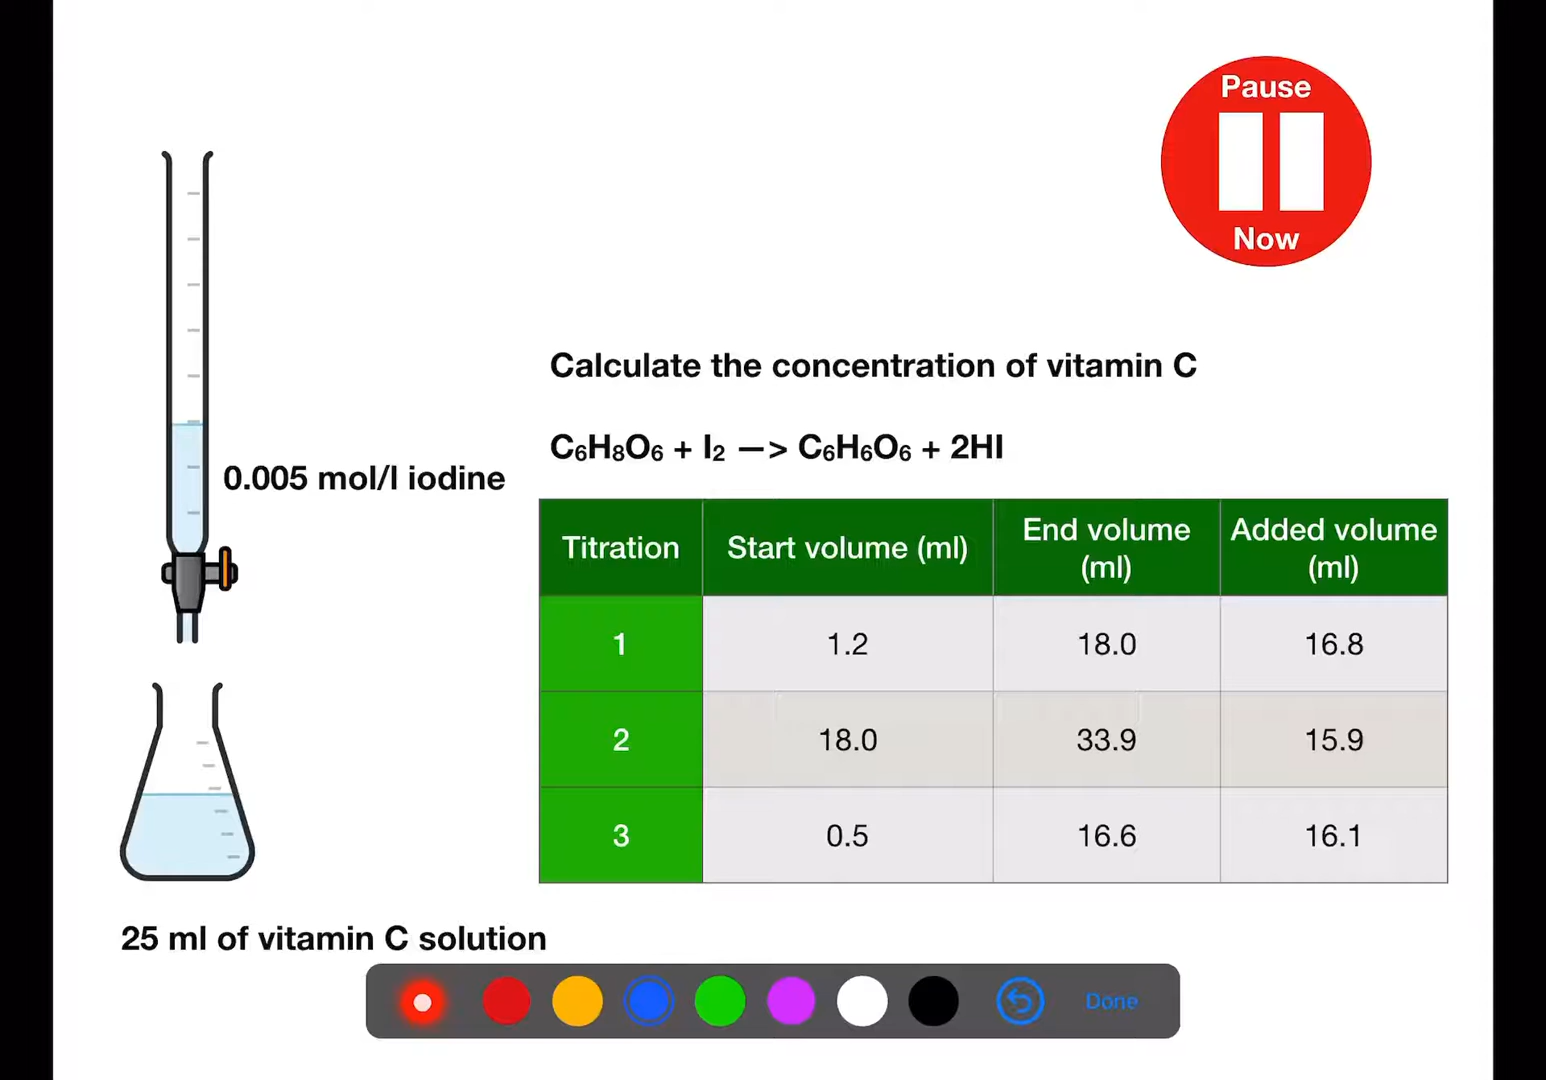 Pause
Now
Calculate the concentration of vitamin C
C₆H₈O₆ + I₂ —> C₆H₆O₆ + 2HI
0.005 mol/l iodine
Titration Start volume (ml) End volume (ml) Added volume (ml)
1 1.2 18.0 16.8
2 18.0 33.9 15.9
3 0.5 16.6 16.1
25 ml of vitamin C solution
Done